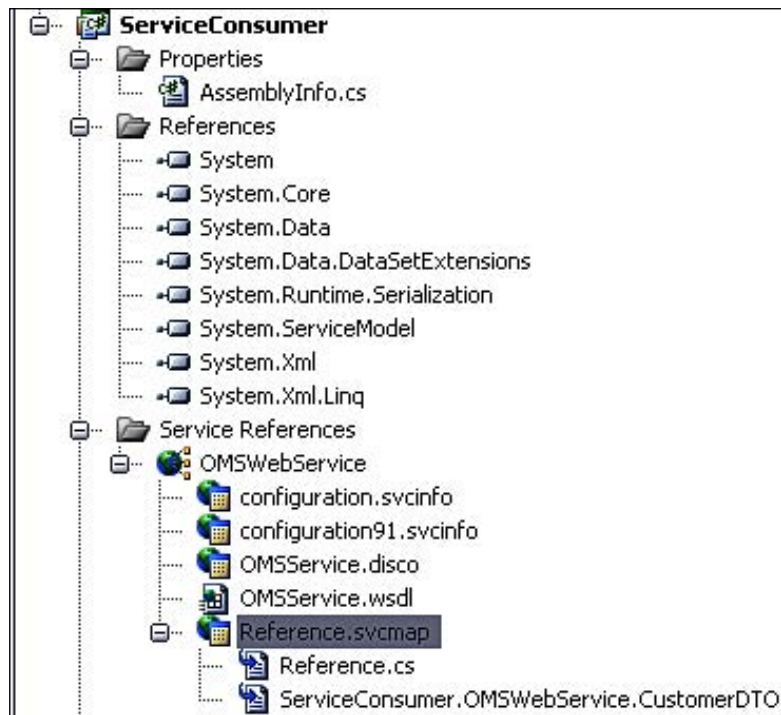 ServiceConsumer
Properties
AssemblyInfo.cs
References
System
System.Core
System.Data
System.Data.DataSetExtensions
System.Runtime.Serialization
System.ServiceModel
System.Xml
System.Xml.Linq
Service References
OMSWebService
configuration.svcinfo
configuration91.svcinfo
OMSService.disco
OMSService.wsdl
Reference.svcmap
Reference.cs
ServiceConsumer.OMSWebService.CustomerDTO